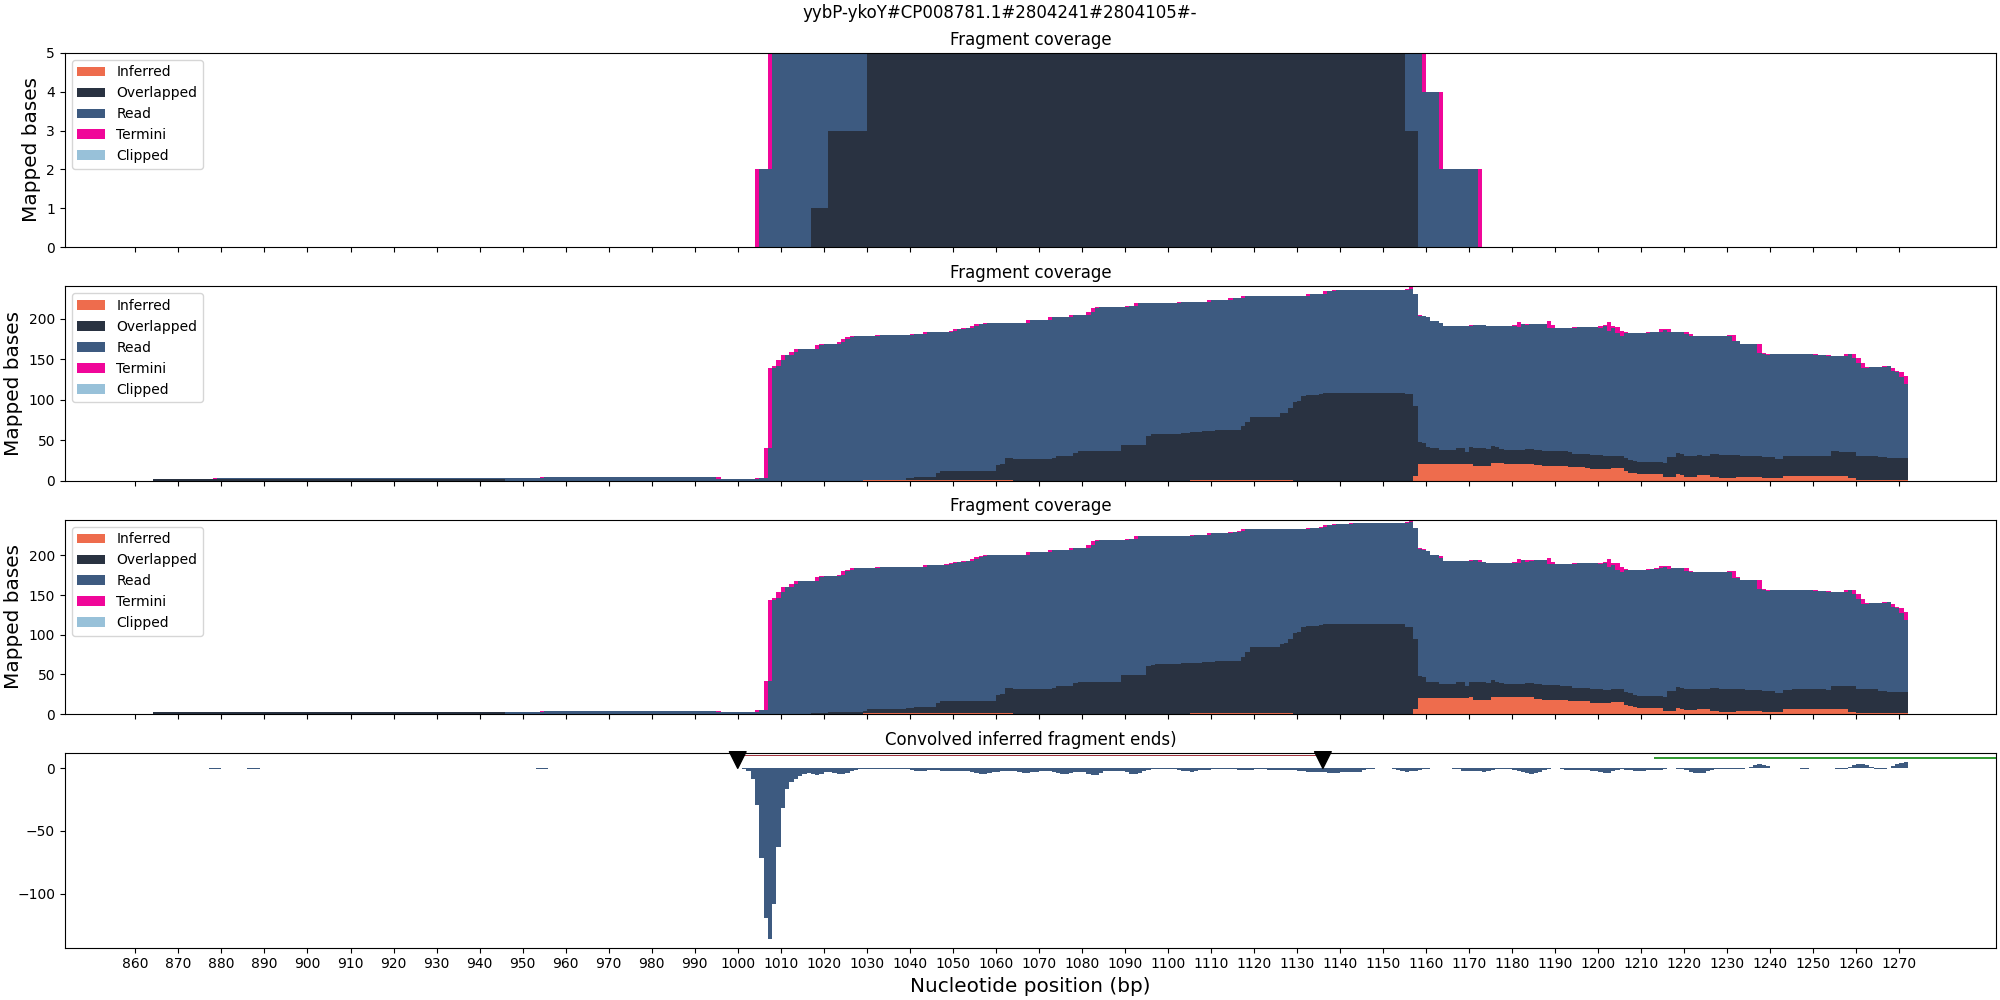 yybP-ykoY#CP008781.1#2804241#2804105#-
Fragment coverage
Mapped bases
5
4
3
2
1
0
Inferred
Overlapped
Read
Termini
Clipped
Fragment coverage
Mapped bases
200
150
100
50
0
Inferred
Overlapped
Read
Termini
Clipped
Fragment coverage
Mapped bases
200
150
100
50
0
Inferred
Overlapped
Read
Termini
Clipped
Convolved inferred fragment ends)
0
−50
−100
860 870 880 890 900 910 920 930 940 950 960 970 980 990 1000 1010 1020 1030 1040 1050 1060 1070 1080 1090 1100 1110 1120 1130 1140 1150 1160 1170 1180 1190 1200 1210 1220 1230 1240 1250 1260 1270
Nucleotide position (bp)